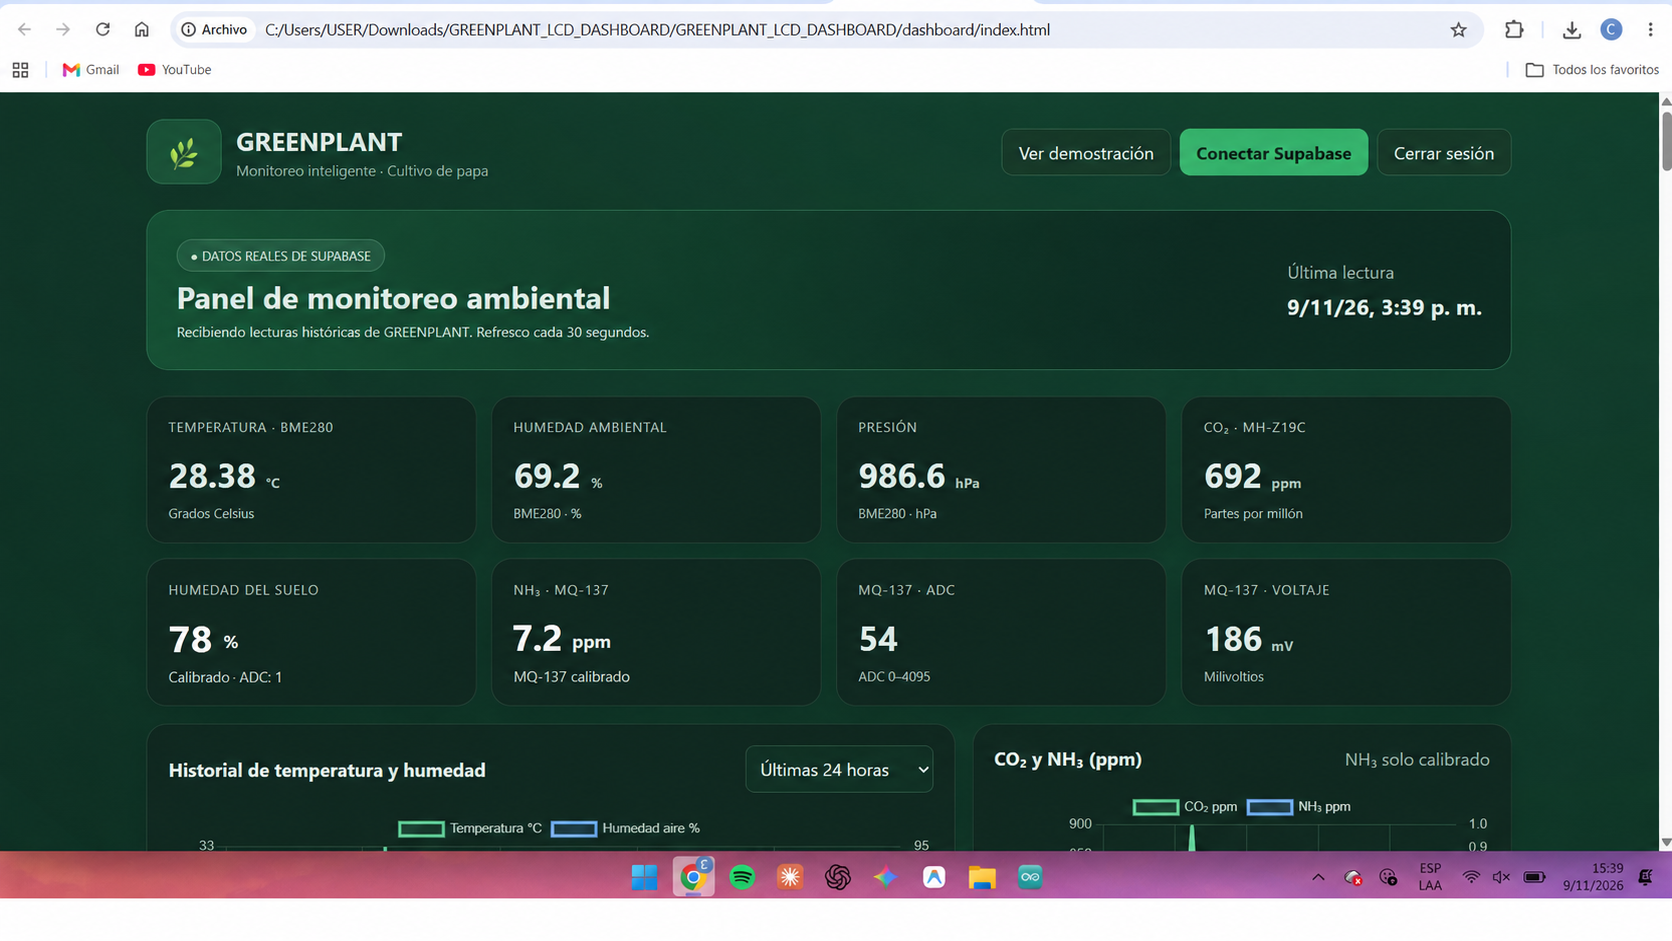 Archivo
C:/Users/USER/Downloads/GREENPLANT_LCD_DASHBOARD/GREENPLANT_LCD_DASHBOARD/dashboard/index.html
C
Gmail
YouTube
Todos los favoritos
GREENPLANT
Monitoreo inteligente · Cultivo de papa
Ver demostración
Conectar Supabase
Cerrar sesión
● DATOS REALES DE SUPABASE
Panel de monitoreo ambiental
Recibiendo lecturas históricas de GREENPLANT. Refresco cada 30 segundos.
Última lectura
9/11/26, 3:39 p. m.
TEMPERATURA · BME280
28.38 °C
Grados Celsius
HUMEDAD AMBIENTAL
69.2 %
BME280 · %
PRESIÓN
986.6 hPa
BME280 · hPa
CO₂ · MH-Z19C
692 ppm
Partes por millón
HUMEDAD DEL SUELO
78 %
Calibrado · ADC: 1
NH₃ · MQ-137
7.2 ppm
MQ-137 calibrado
MQ-137 · ADC
54
ADC 0–4095
MQ-137 · VOLTAJE
186 mV
Milivoltios
Historial de temperatura y humedad
Últimas 24 horas
Temperatura °C
Humedad aire %
33
95
CO₂ y NH₃ (ppm)
NH₃ solo calibrado
CO₂ ppm
NH₃ ppm
900
1.0
0.9
ESP
LAA
15:39
9/11/2026